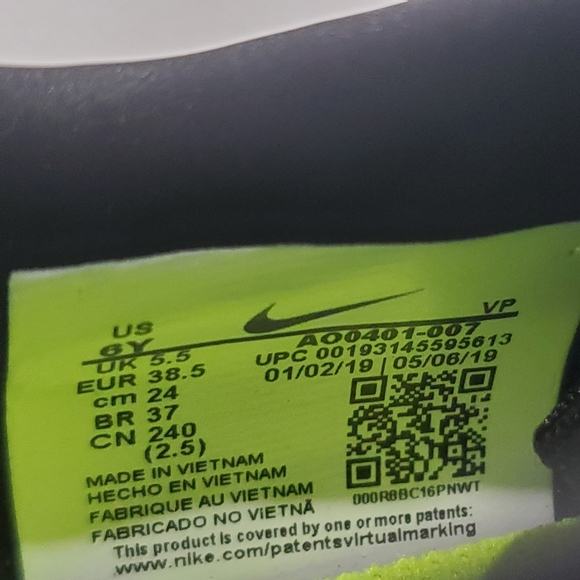 US 6Y
UK 5.5
EUR 38.5
cm 24
BR 37
CN 240
(2.5)
VP
AO0401-007
UPC 00193145595613
01/02/19 | 05/06/19
000R8BC16PNWT
MADE IN VIETNAM
HECHO EN VIETNAM
FABRIQUE AU VIETNAM
FABRICADO NO VIETNÃ
This product is covered by one or more patents:
www.nike.com/patentsvirtualmarking